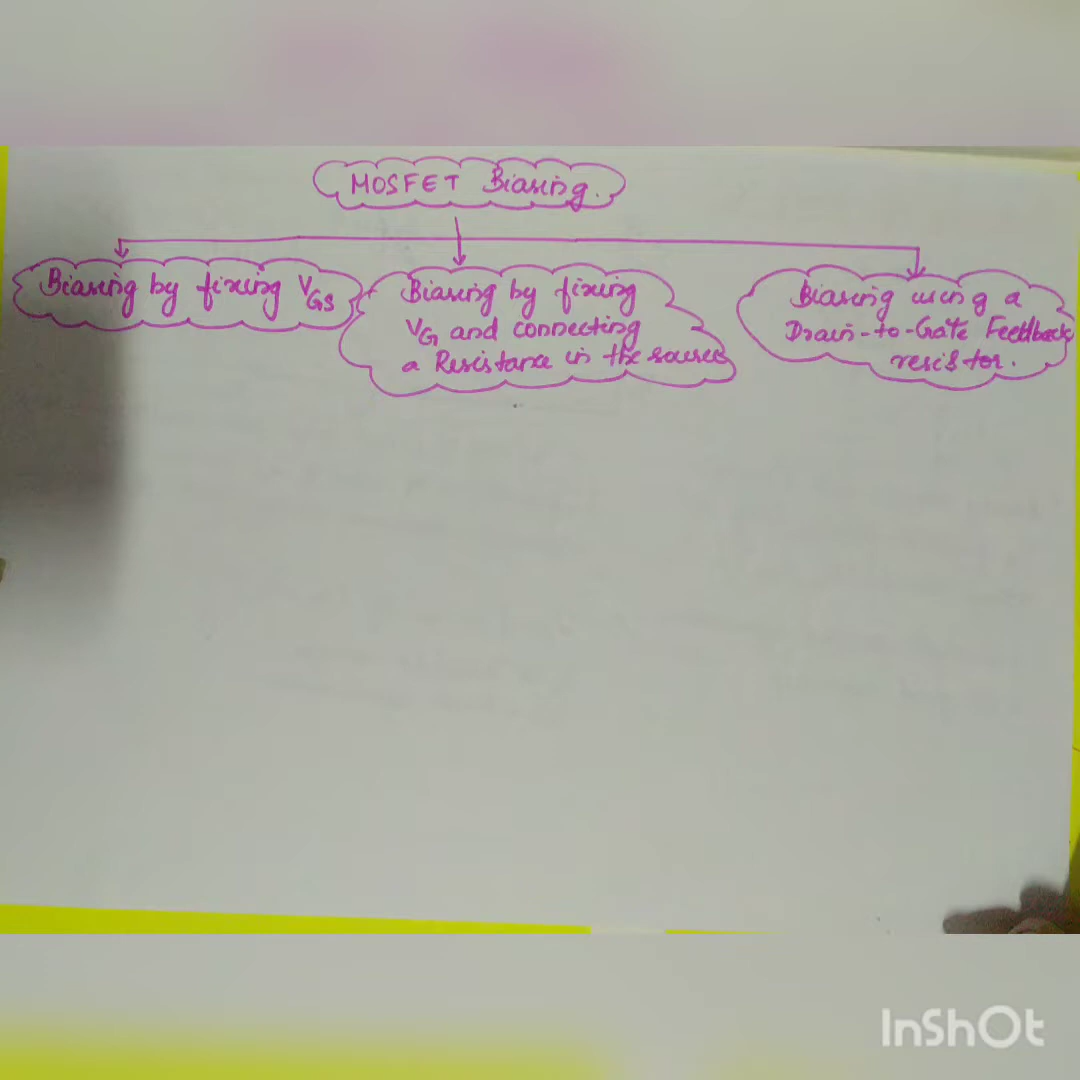 MOSFET Biasing.
Biasing by fixing VGS
Biasing by fixing
VG and connecting
a Resistance in the source
Biasing using a
Drain-to-Gate Feedback
resistor.
InShOt